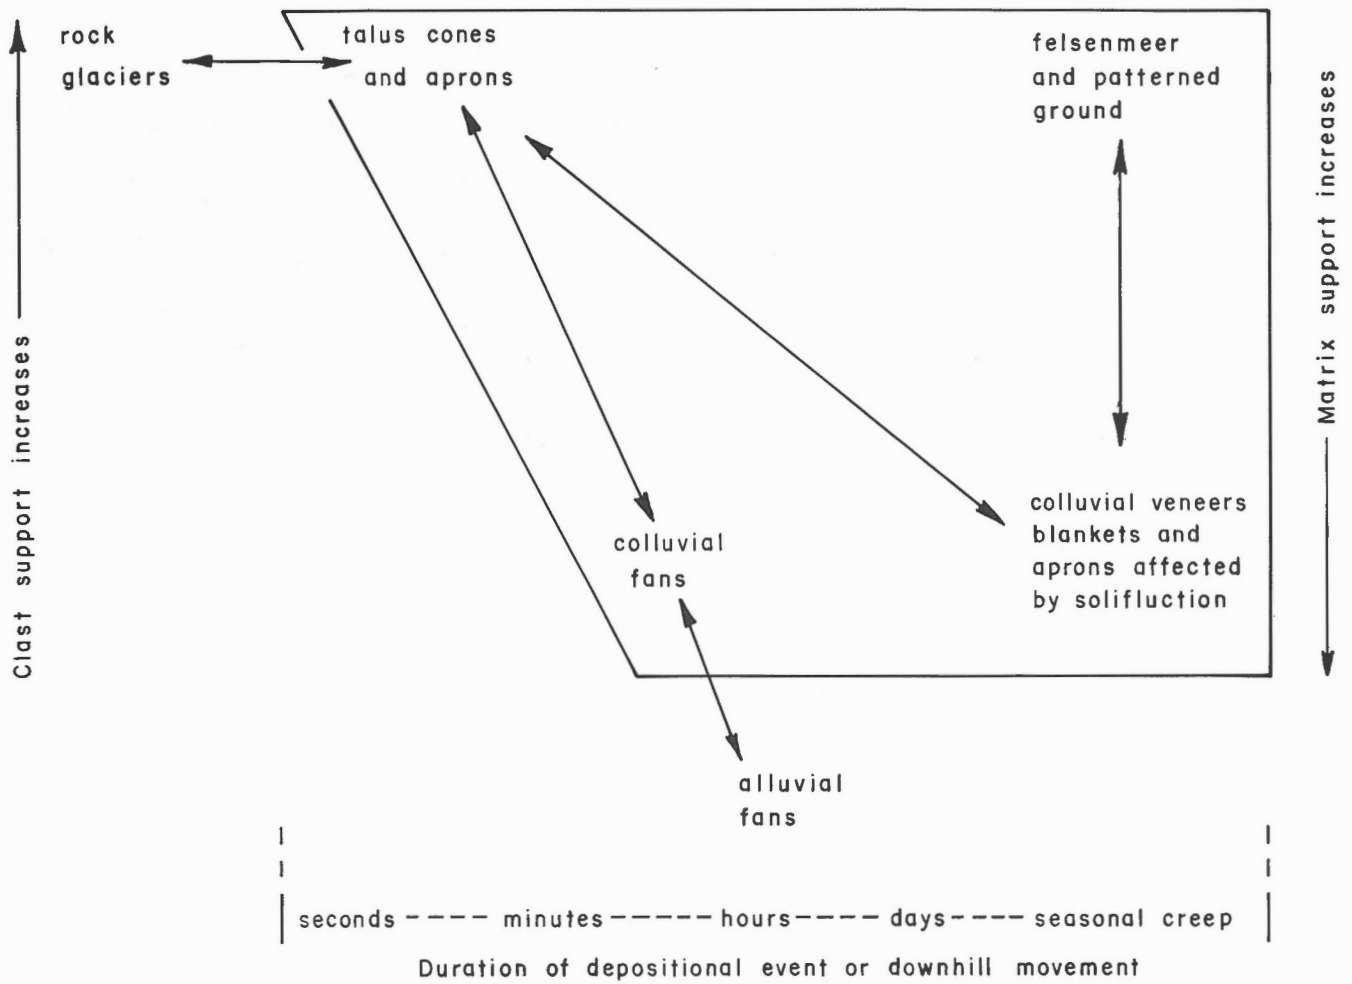 rock
glaciers
talus cones
and aprons
felsenmeer
and patterned
ground
Clast support increases
Matrix support increases
colluvial
fans
colluvial veneers
blankets and
aprons affected
by solifluction
alluvial
fans
seconds ---- minutes ----- hours ---- days ---- seasonal creep
Duration of depositional event or downhill movement